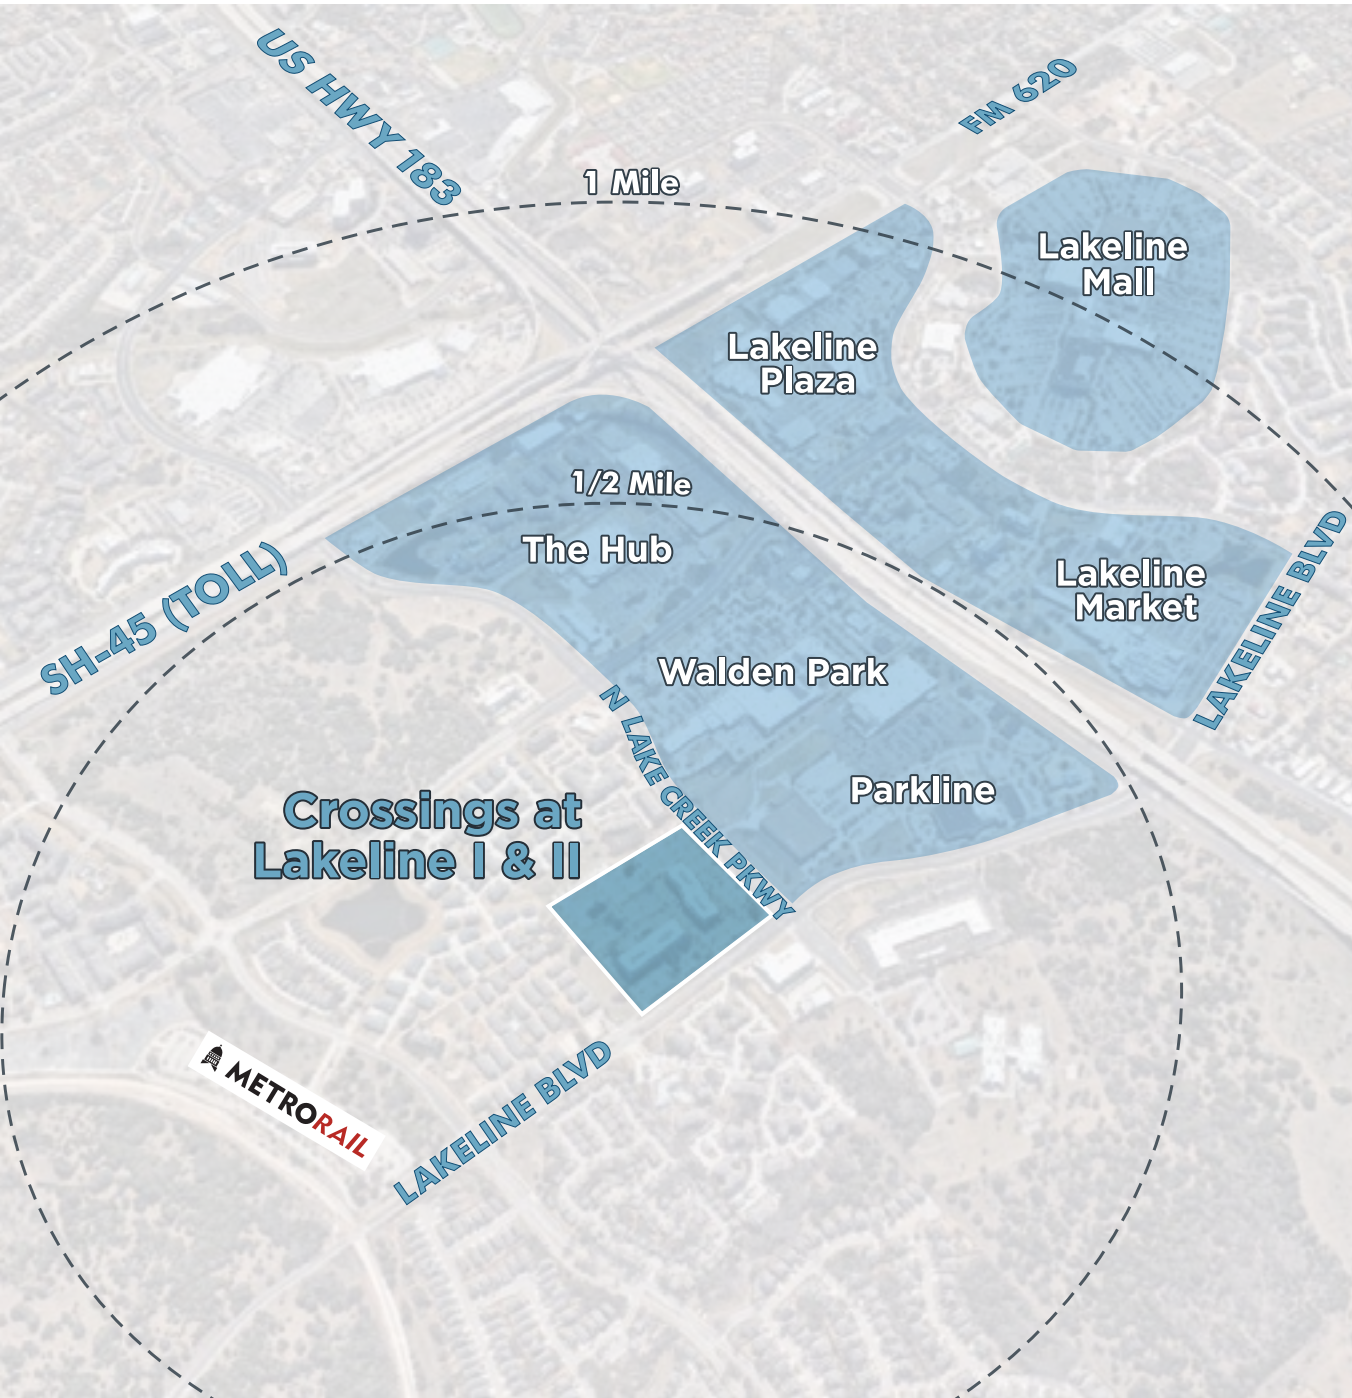 US HWY 183
FM 620
1 Mile
Lakeline
Mall
Lakeline
Plaza
1/2 Mile
The Hub
SH-45 (TOLL)
Lakeline
Market
LAKELINE BLVD
Walden Park
N LAKE CREEK PKWY
Parkline
Crossings at
Lakeline I & II
METRORAIL
LAKELINE BLVD